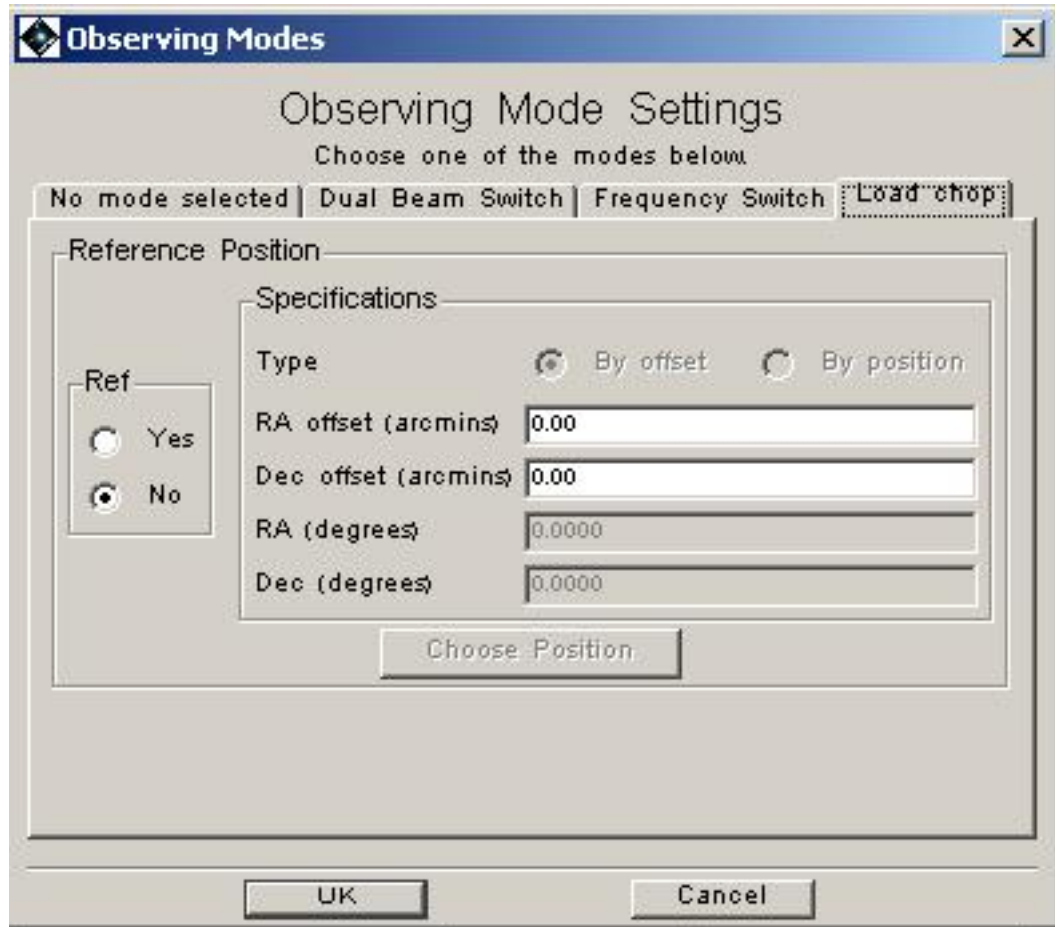 Observing Modes
Observing Mode Settings
Choose one of the modes below.
No mode selected Dual Beam Switch Frequency Switch Load chop
Reference Position
Specifications
Type By offset By position
Ref
RA offset (arcmins) 0.00
Yes
Dec offset (arcmins) 0.00
No
RA (degrees) 0.0000
Dec (degrees) 0.0000
Choose Position
OK Cancel